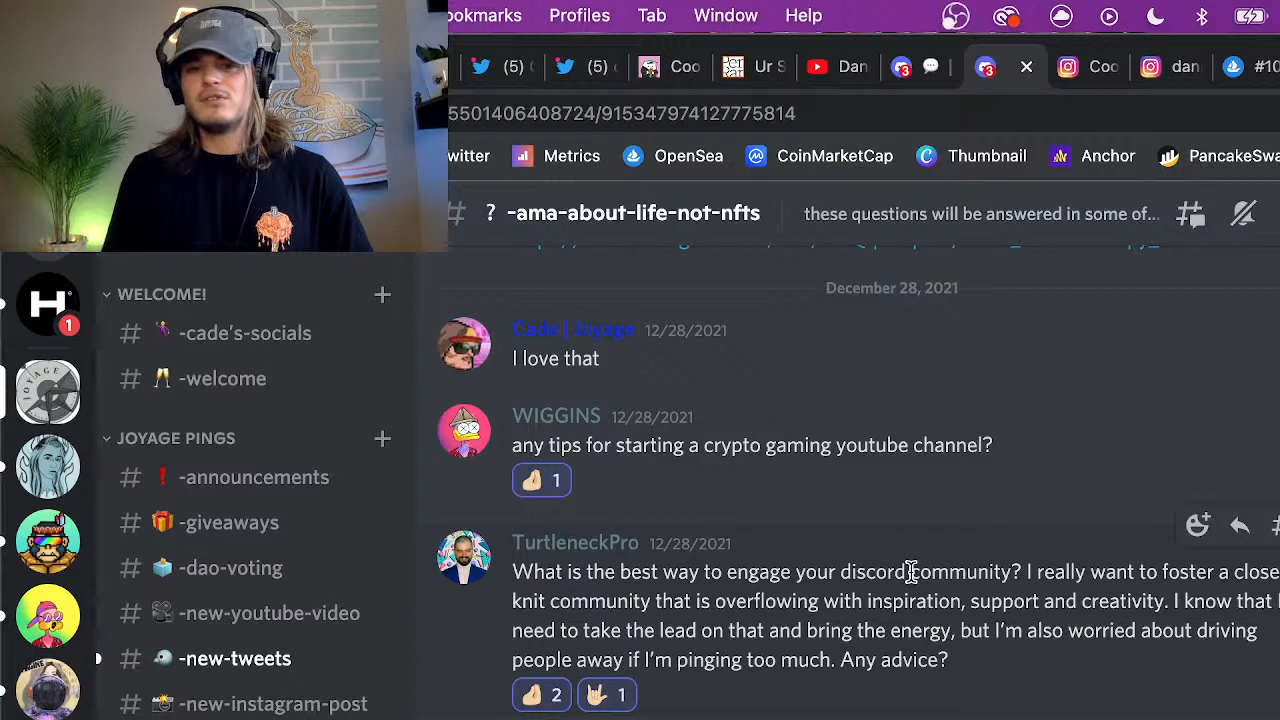 ookmarks Profiles Tab Window Help
(5) (5) Coo Ur S Dan 3 3 Coo dan #10
5501406408724/915347974127775814
witter Metrics OpenSea CoinMarketCap Thumbnail Anchor PancakeSwa
# ? -ama-about-life-not-nfts these questions will be answered in some of...
December 28, 2021
WELCOME!
# -cade's-socials
# -welcome
JOYAGE PINGS
# -announcements
# -giveaways
# -dao-voting
# -new-youtube-video
# -new-tweets
# -new-instagram-post
H
1
JOYAGE
Cade | Joyage 12/28/2021
I love that
WIGGINS 12/28/2021
any tips for starting a crypto gaming youtube channel?
1
TurtleneckPro 12/28/2021
What is the best way to engage your discord community? I really want to foster a close
knit community that is overflowing with inspiration, support and creativity. I know that I
need to take the lead on that and bring the energy, but I'm also worried about driving
people away if I'm pinging too much. Any advice?
2 1